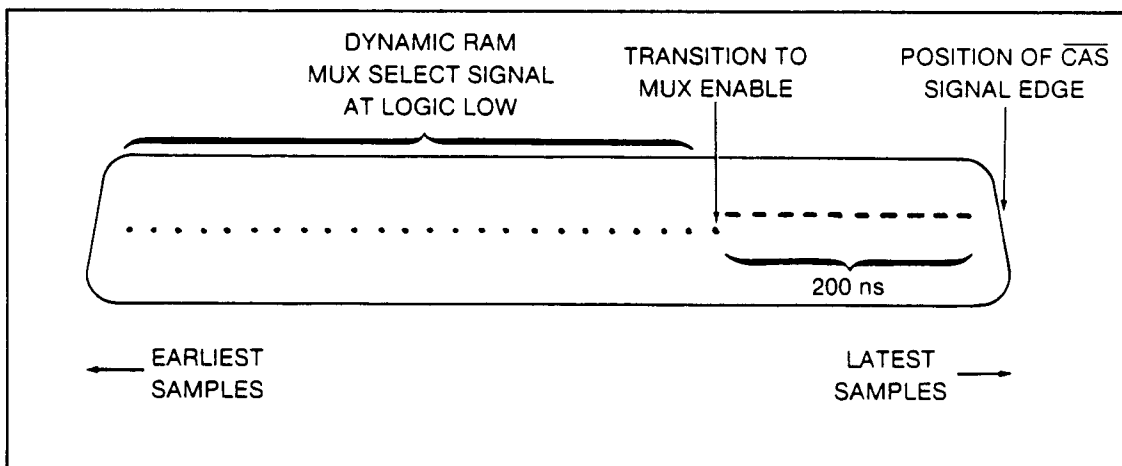 DYNAMIC RAM
MUX SELECT SIGNAL
AT LOGIC LOW
TRANSITION TO
MUX ENABLE
POSITION OF C̅A̅S̅
SIGNAL EDGE
200 ns
EARLIEST
SAMPLES
LATEST
SAMPLES